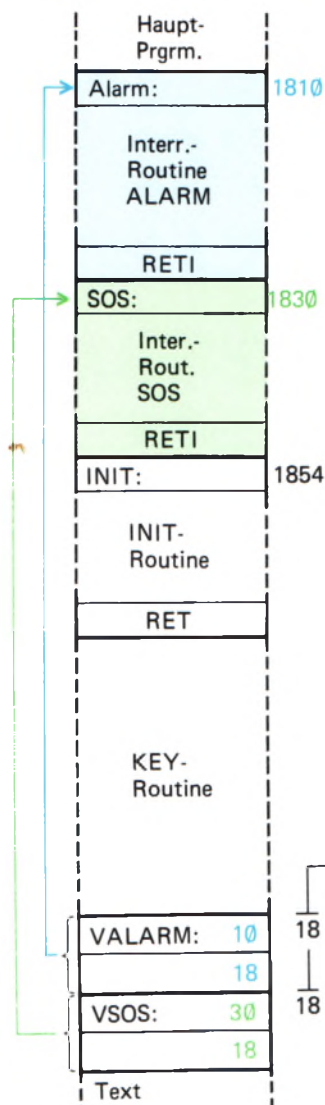 Haupt-
Prgrm.
Alarm: 1810
Interr.-
Routine
ALARM
RETI
SOS: 1830
Inter.-
Rout.
SOS
RETI
INIT: 1854
INIT-
Routine
RET
KEY-
Routine
VALARM: 10 18
18
VSOS: 30 18
18
Text